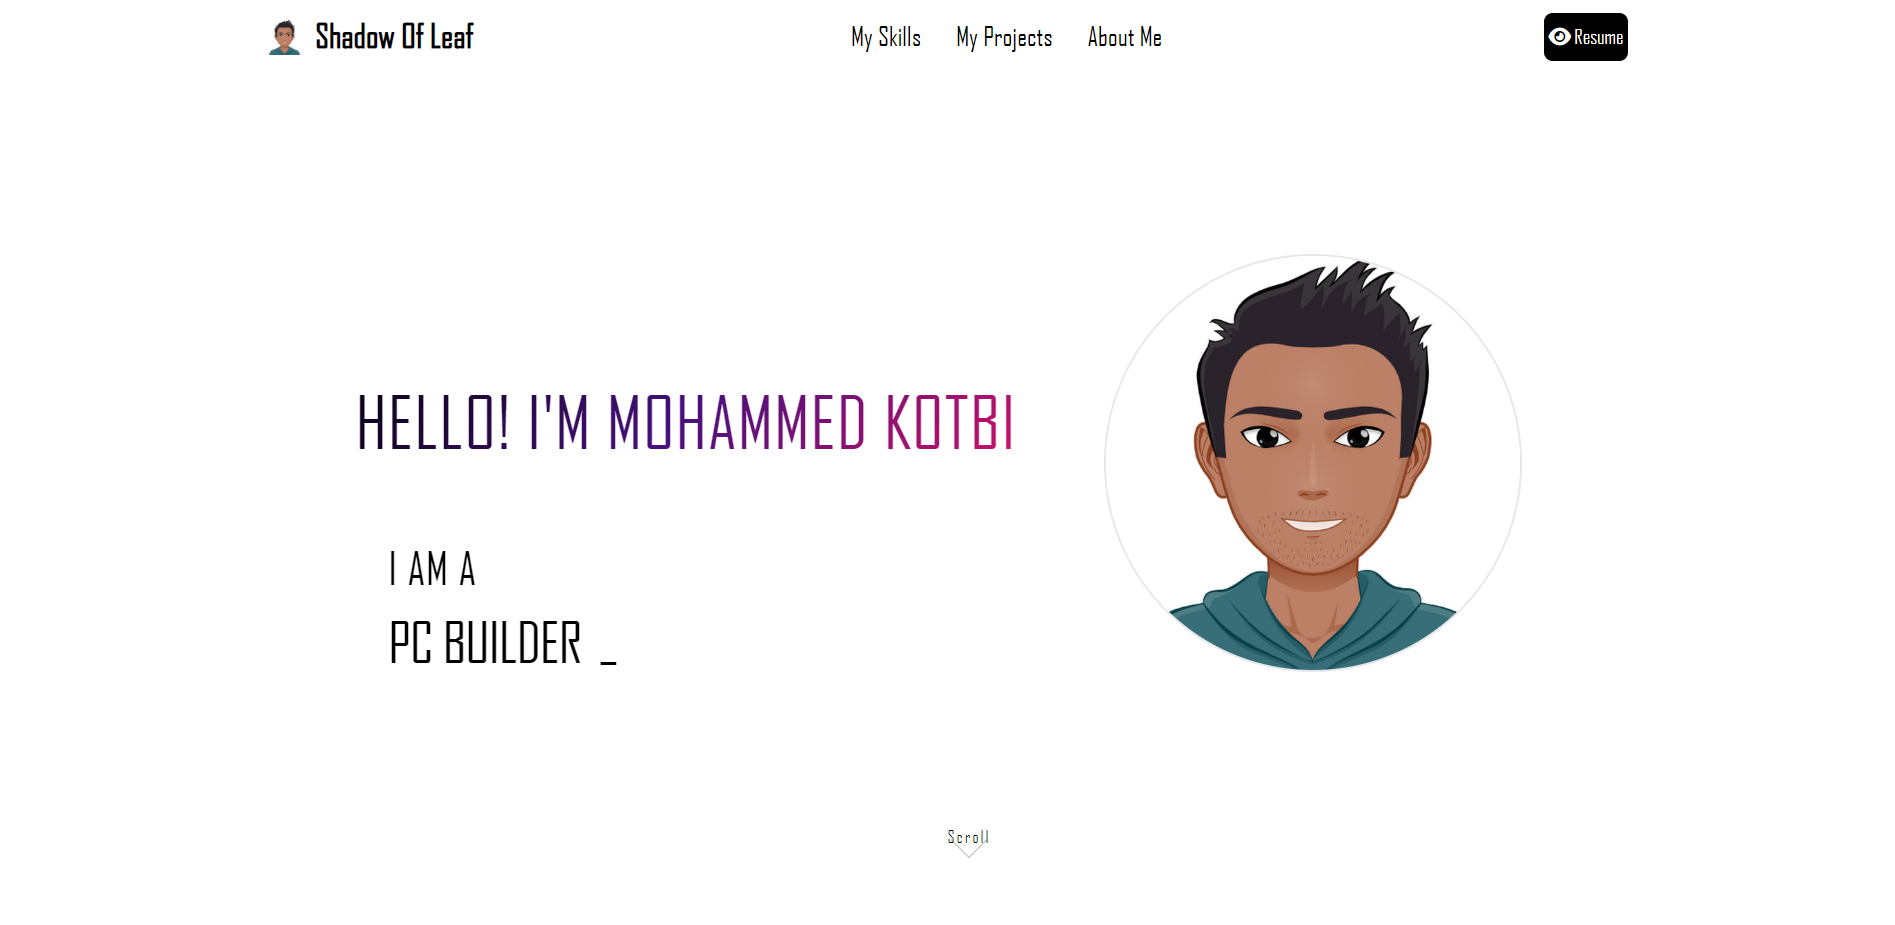 Shadow Of Leaf
My Skills
My Projects
About Me
Resume
HELLO! I'M MOHAMMED KOTBI
I AM A
PC BUILDER _
Scroll